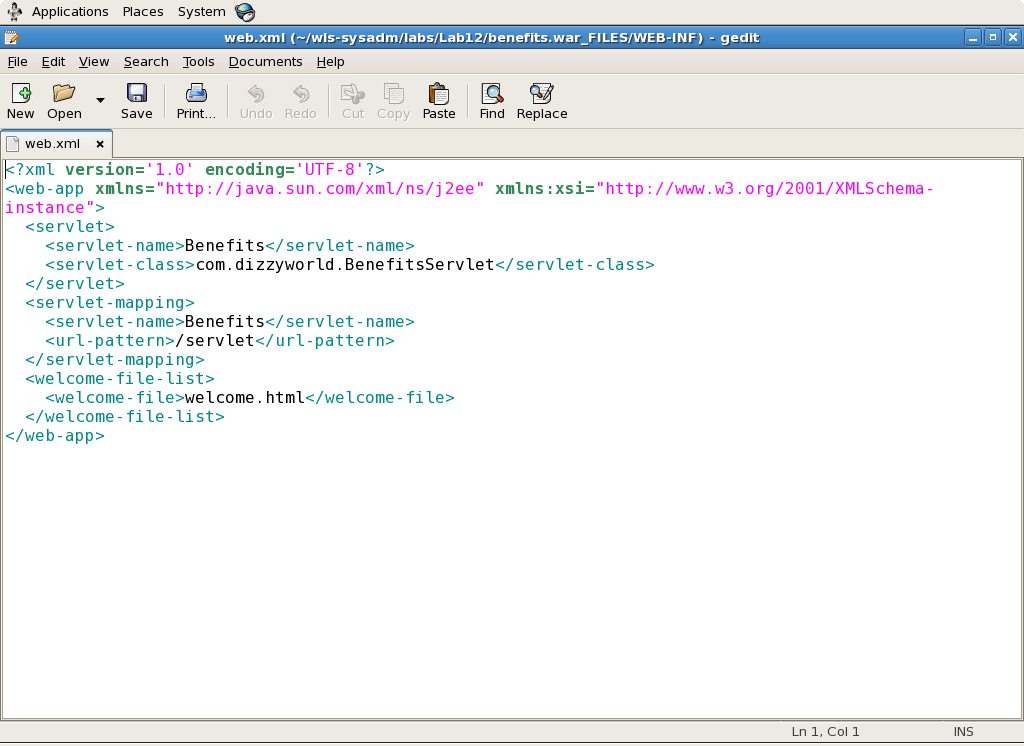 Applications Places System
web.xml (~/wls-sysadm/labs/Lab12/benefits.war_FILES/WEB-INF) - gedit
File Edit View Search Tools Documents Help
New Open Save Print... Undo Redo Cut Copy Paste Find Replace
web.xml
<?xml version='1.0' encoding='UTF-8'?>
<web-app xmlns="http://java.sun.com/xml/ns/j2ee" xmlns:xsi="http://www.w3.org/2001/XMLSchema-
instance">
  <servlet>
    <servlet-name>Benefits</servlet-name>
    <servlet-class>com.dizzyworld.BenefitsServlet</servlet-class>
  </servlet>
  <servlet-mapping>
    <servlet-name>Benefits</servlet-name>
    <url-pattern>/servlet</url-pattern>
  </servlet-mapping>
  <welcome-file-list>
    <welcome-file>welcome.html</welcome-file>
  </welcome-file-list>
</web-app>
Ln 1, Col 1 INS